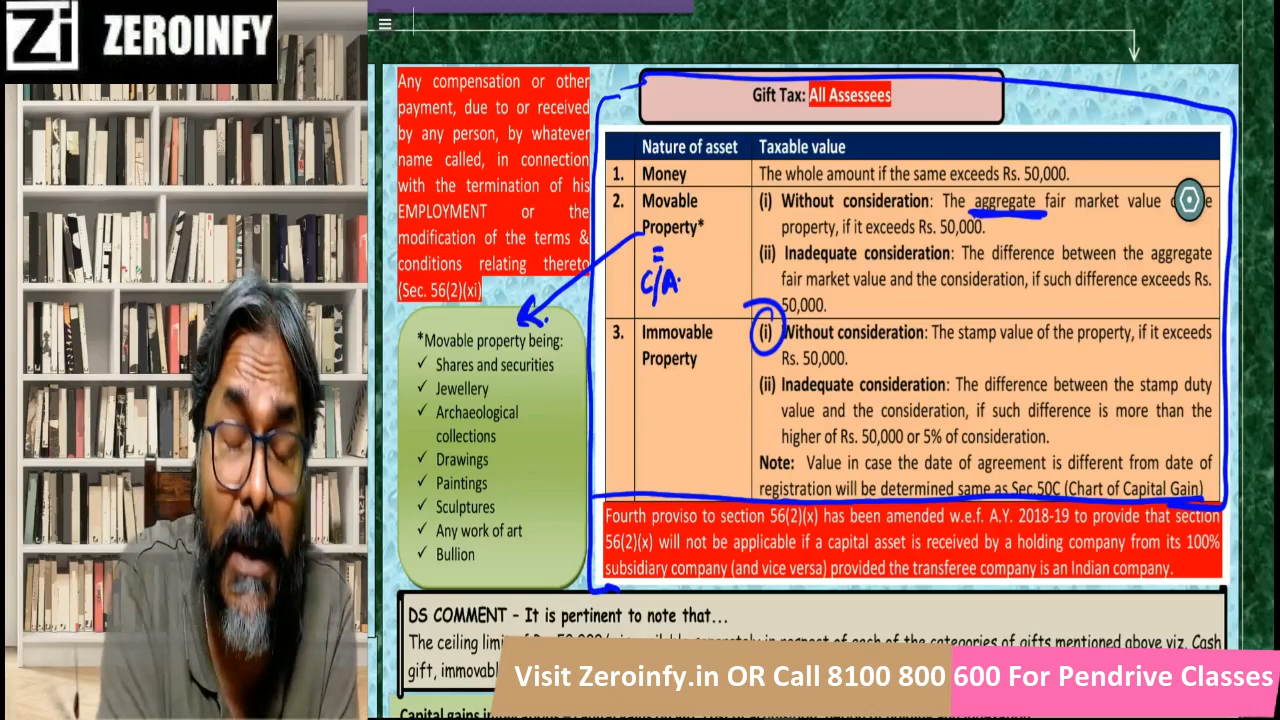 Zi ZEROINFY
Any compensation or other
payment, due to or received
by any person, by whatever
name called, in connection
with the termination of his
EMPLOYMENT or the
modification of the terms &
conditions relating thereto
(Sec. 56(2)(xi)
*Movable property being:
✓ Shares and securities
✓ Jewellery
✓ Archaeological
collections
✓ Drawings
✓ Paintings
✓ Sculptures
✓ Any work of art
✓ Bullion
Gift Tax: All Assessees
Nature of asset Taxable value
1. Money The whole amount if the same exceeds Rs. 50,000.
2. Movable (i) Without consideration: The aggregate fair market value
Property* property, if it exceeds Rs. 50,000.
= (ii) Inadequate consideration: The difference between the aggregate
C/A. fair market value and the consideration, if such difference exceeds Rs.
50,000.
3. Immovable (i) Without consideration: The stamp value of the property, if it exceeds
Property Rs. 50,000.
(ii) Inadequate consideration: The difference between the stamp duty
value and the consideration, if such difference is more than the
higher of Rs. 50,000 or 5% of consideration.
Note: Value in case the date of agreement is different from date of
registration will be determined same as Sec.50C (Chart of Capital Gain)
Fourth proviso to section 56(2)(x) has been amended w.e.f. A.Y. 2018-19 to provide that section
56(2)(x) will not be applicable if a capital asset is received by a holding company from its 100%
subsidiary company (and vice versa) provided the transferee company is an Indian company.
DS COMMENT - It is pertinent to note that...
The ceiling
gift,
Visit Zeroinfy.in OR Call 8100 800 600 For Pendrive Classes